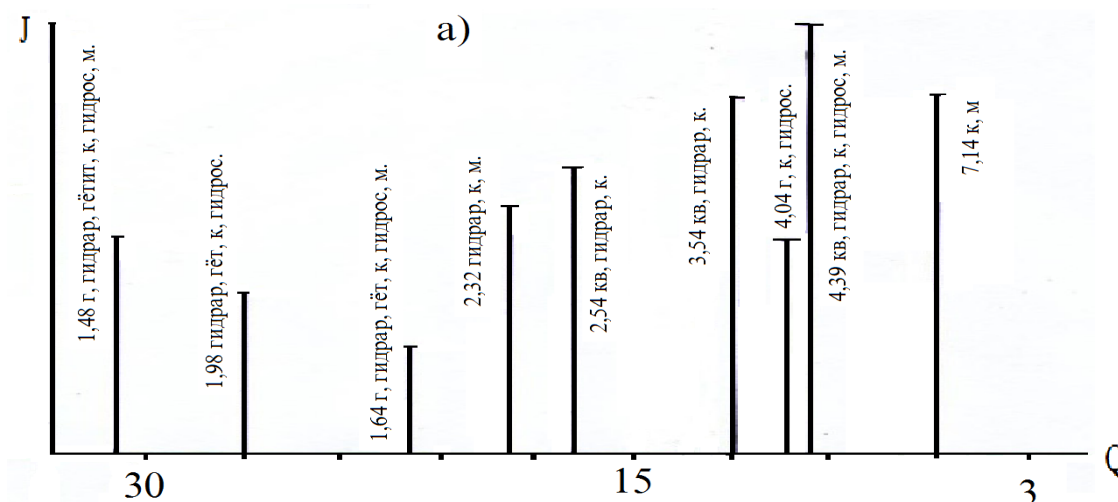 J
а)
1,48 г, гидрар, гётит, к, гидрос, м.
1,98 гидрар, гёт, к, гидрос.
1,64 г, гидрар, гёт, к, гидрос, м.
2,32 гидрар, к, м.
2,54 кв, гидрар, к.
3,54 кв, гидрар, к.
4,04 г, к, гидрос.
4,39 кв, гидрар, к, гидрос, м.
7,14 к, м
30
15
3